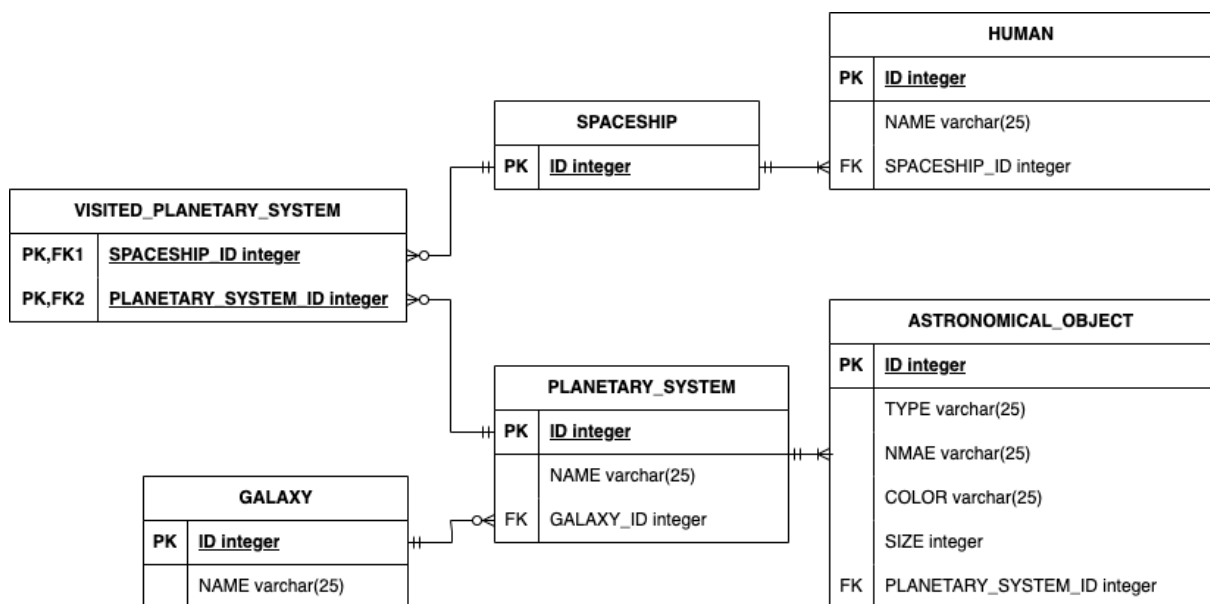 HUMAN
PK ID integer
NAME varchar(25)
FK SPACESHIP_ID integer
SPACESHIP
PK ID integer
VISITED_PLANETARY_SYSTEM
PK,FK1 SPACESHIP_ID integer
PK,FK2 PLANETARY_SYSTEM_ID integer
ASTRONOMICAL_OBJECT
PK ID integer
TYPE varchar(25)
NMAE varchar(25)
COLOR varchar(25)
SIZE integer
FK PLANETARY_SYSTEM_ID integer
PLANETARY_SYSTEM
PK ID integer
NAME varchar(25)
FK GALAXY_ID integer
GALAXY
PK ID integer
NAME varchar(25)